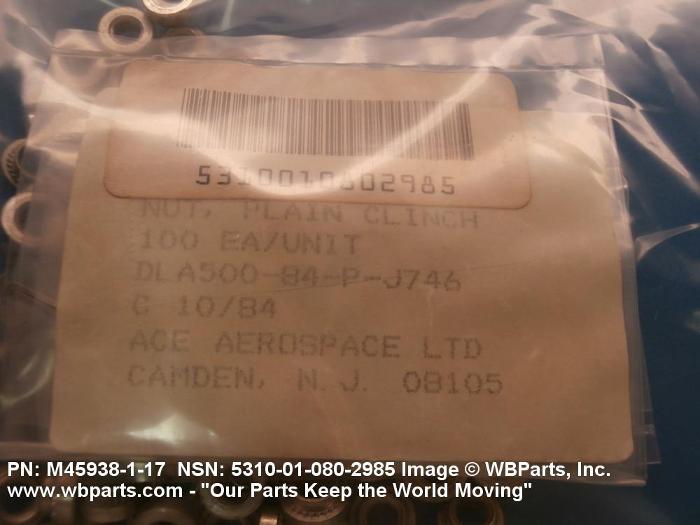 5310010802985
NUT, PLAIN CLINCH
100 EA/UNIT
DLA500-84-P-J746
C 10/84
ACE AEROSPACE LTD
CAMDEN, N.J. 08105
PN: M45938-1-17 NSN: 5310-01-080-2985 Image © WBParts, Inc.
www.wbparts.com - "Our Parts Keep the World Moving"